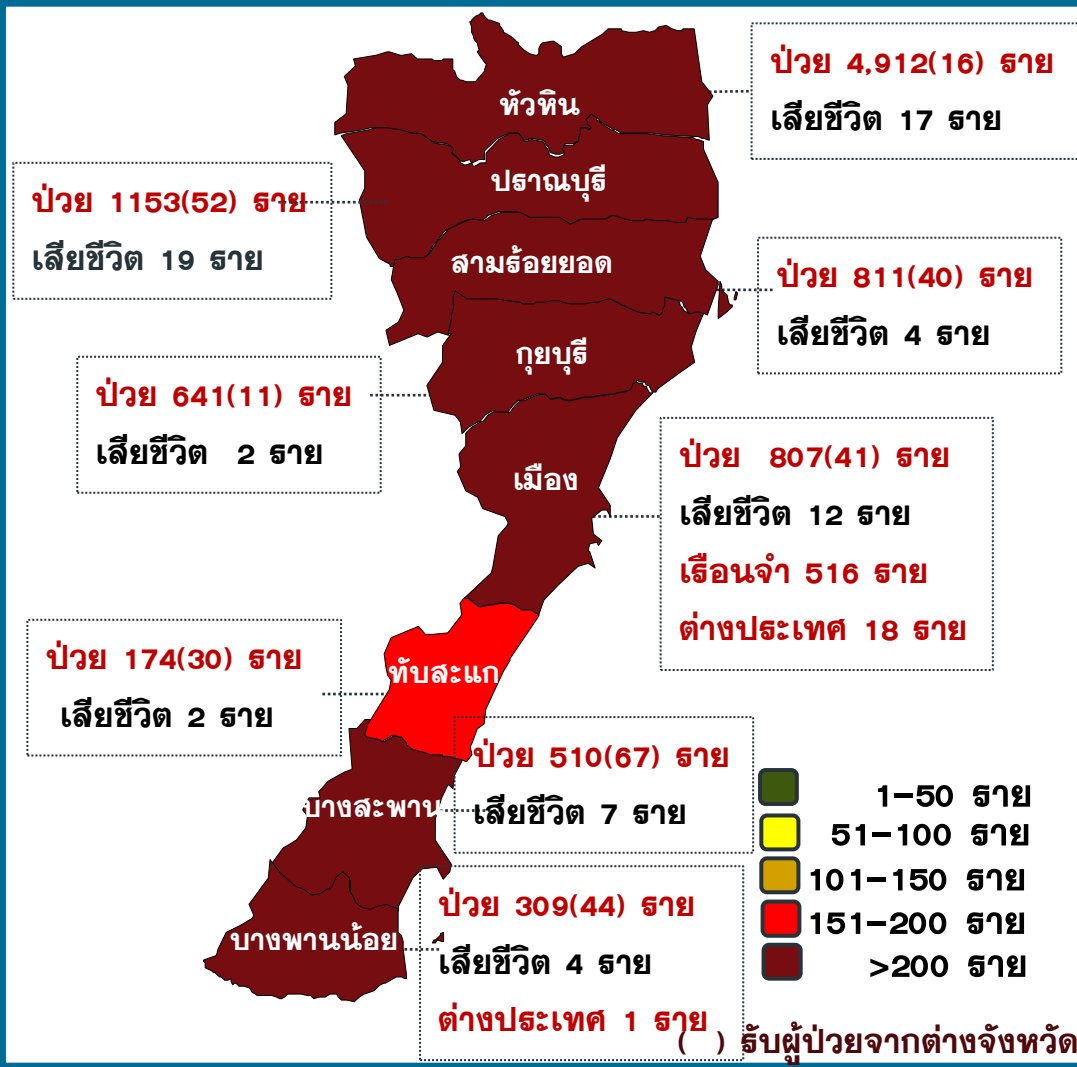 หัวหิน
ป่วย 4,912(16) ราย
เสียชีวิต 17 ราย
ปราณบุรี
ป่วย 1153(52) ราย
เสียชีวิต 19 ราย
สามร้อยยอด
ป่วย 811(40) ราย
เสียชีวิต 4 ราย
กุยบุรี
ป่วย 641(11) ราย
เสียชีวิต 2 ราย
เมือง
ป่วย 807(41) ราย
เสียชีวิต 12 ราย
เรือนจำ 516 ราย
ต่างประเทศ 18 ราย
ทับสะแก
ป่วย 174(30) ราย
เสียชีวิต 2 ราย
บางสะพาน
ป่วย 510(67) ราย
เสียชีวิต 7 ราย
บางพานน้อย
ป่วย 309(44) ราย
เสียชีวิต 4 ราย
ต่างประเทศ 1 ราย
1-50 ราย
51-100 ราย
101-150 ราย
151-200 ราย
>200 ราย
( ) รับผู้ป่วยจากต่างจังหวัด